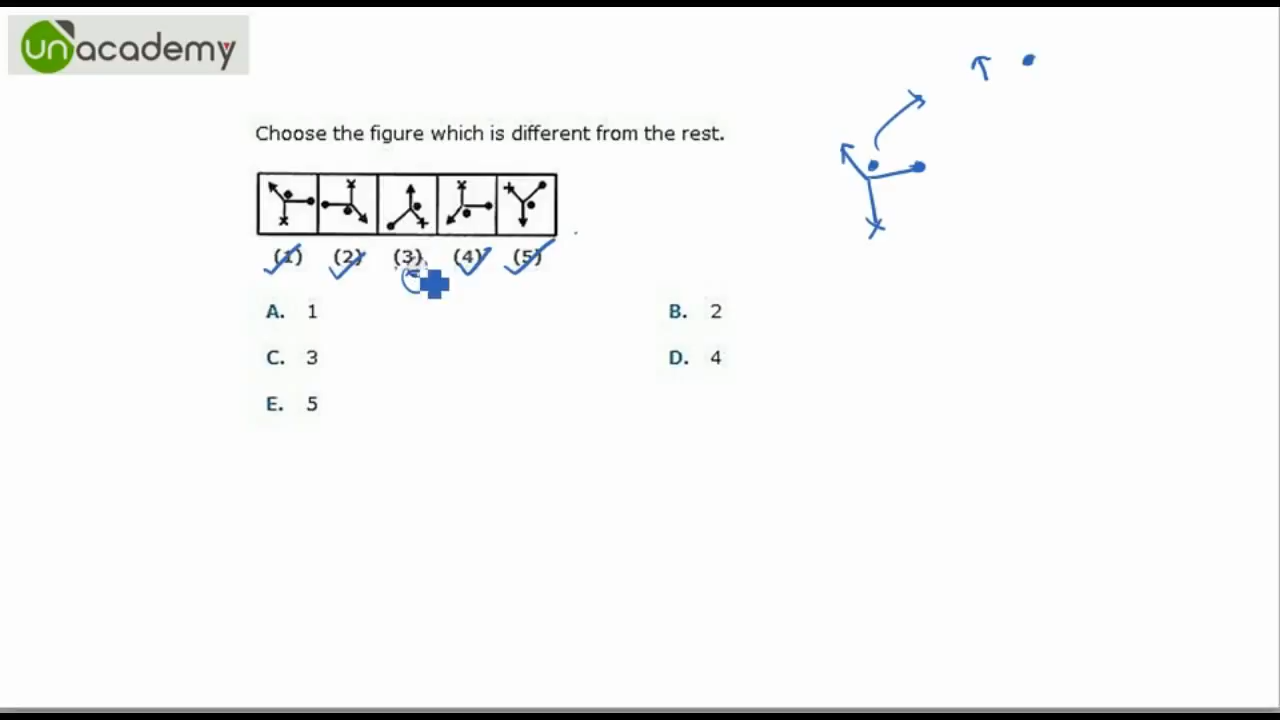 unacademy
Choose the figure which is different from the rest.
(1) (2) (3) (4) (5)
A. 1 B. 2
C. 3 D. 4
E. 5